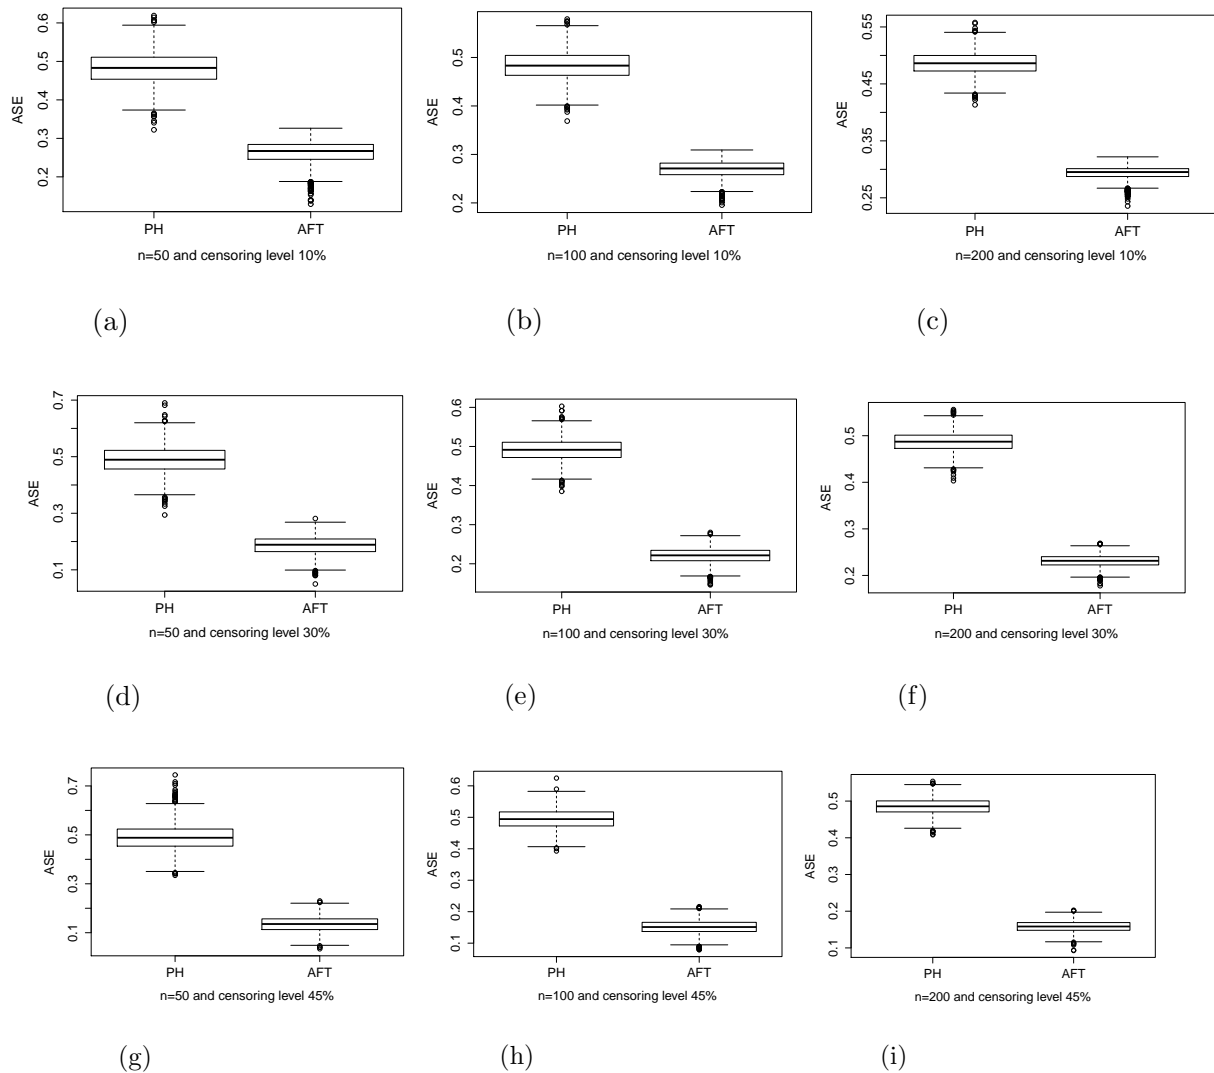 ASE
0.2 0.3 0.4 0.5 0.6
PH AFT
n=50 and censoring level 10%
(a)
ASE
0.2 0.3 0.4 0.5
PH AFT
n=100 and censoring level 10%
(b)
ASE
0.25 0.35 0.45 0.55
PH AFT
n=200 and censoring level 10%
(c)
ASE
0.1 0.3 0.5 0.7
PH AFT
n=50 and censoring level 30%
(d)
ASE
0.2 0.3 0.4 0.5 0.6
PH AFT
n=100 and censoring level 30%
(e)
ASE
0.2 0.3 0.4 0.5
PH AFT
n=200 and censoring level 30%
(f)
ASE
0.1 0.3 0.5 0.7
PH AFT
n=50 and censoring level 45%
(g)
ASE
0.1 0.2 0.3 0.4 0.5 0.6
PH AFT
n=100 and censoring level 45%
(h)
ASE
0.1 0.2 0.3 0.4 0.5
PH AFT
n=200 and censoring level 45%
(i)